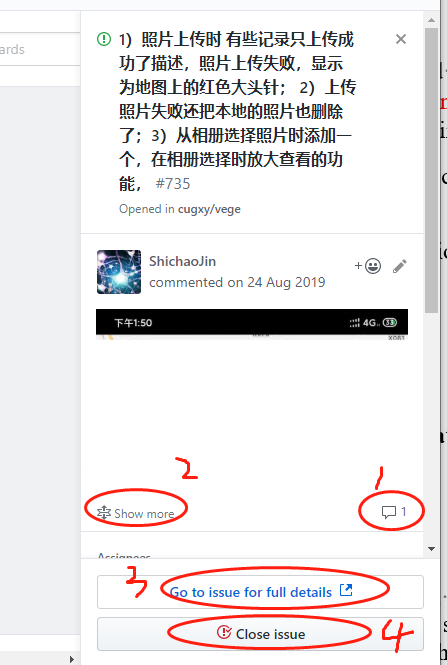 ards
1）照片上传时 有些记录只上传成
功了描述，照片上传失败，显示
为地图上的红色大头针； 2）上传
照片失败还把本地的照片也删除
了；3）从相册选择照片时添加一
个，在相册选择时放大查看的功
能， #735
Opened in cugxy/vege
ShichaoJin
commented on 24 Aug 2019
下午1:50 4G.. 33
X081
2 1
Show more 1
Assignees
3 Go to issue for full details
Close issue 4